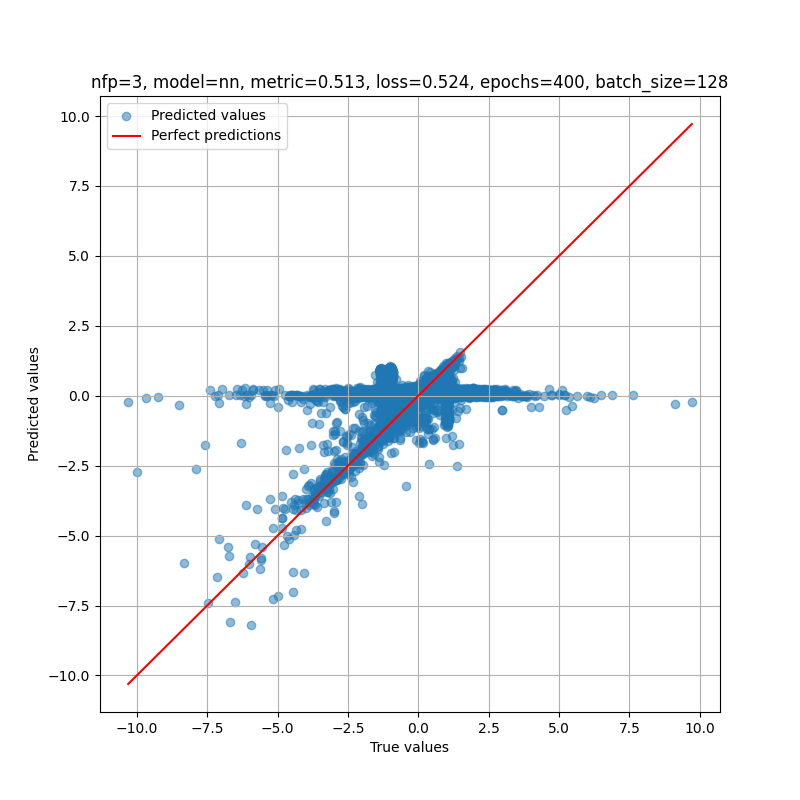 nfp=3, model=nn, metric=0.513, loss=0.524, epochs=400, batch_size=128
Predicted values
Perfect predictions
10.0
7.5
5.0
2.5
0.0
−2.5
−5.0
−7.5
−10.0
Predicted values
−10.0 −7.5 −5.0 −2.5 0.0 2.5 5.0 7.5 10.0
True values